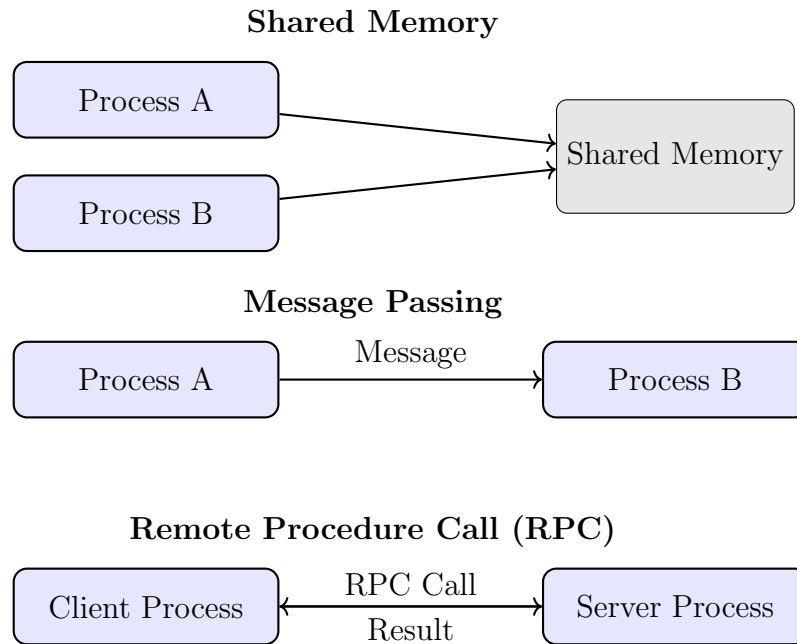 Shared Memory
Process A
Shared Memory
Process B
Message Passing
Message
Process A
Process B
Remote Procedure Call (RPC)
RPC Call
Client Process
Server Process
Result